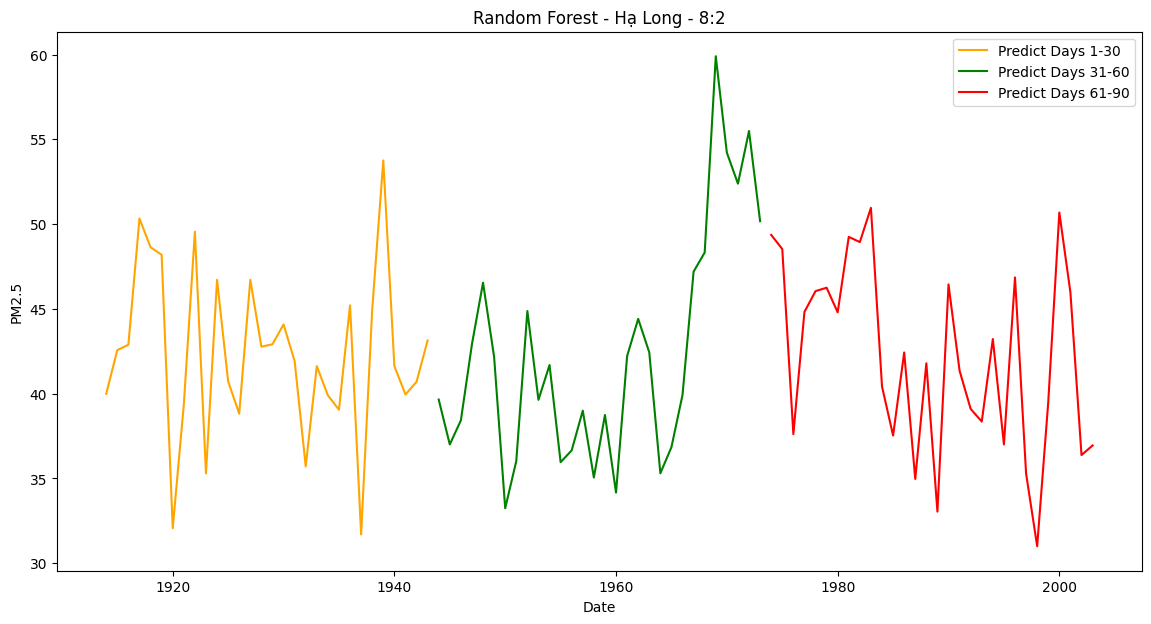 Random Forest - Hạ Long - 8:2
Predict Days 1-30
Predict Days 31-60
Predict Days 61-90
PM2.5
60
55
50
45
40
35
30
1920
1940
1960
1980
2000
Date